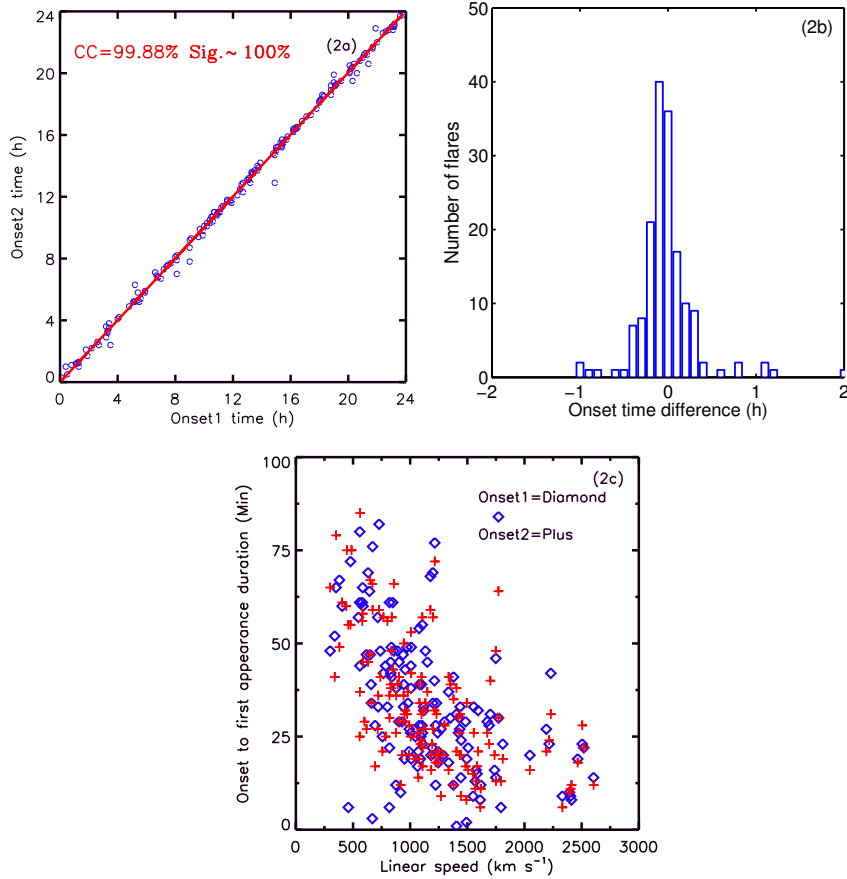 CC=99.88% Sig.~ 100%
(2a)
Onset2 time (h)
24
20
16
12
8
4
0
0 4 8 12 16 20 24
Onset1 time (h)
(2b)
Number of flares
50
40
30
20
10
0
−2 −1 0 1 2
Onset time difference (h)
(2c)
Onset1=Diamond
Onset2=Plus
Onset to first appearance duration (Min)
100
75
50
25
0
0 500 1000 1500 2000 2500 3000
Linear speed (km s⁻¹)